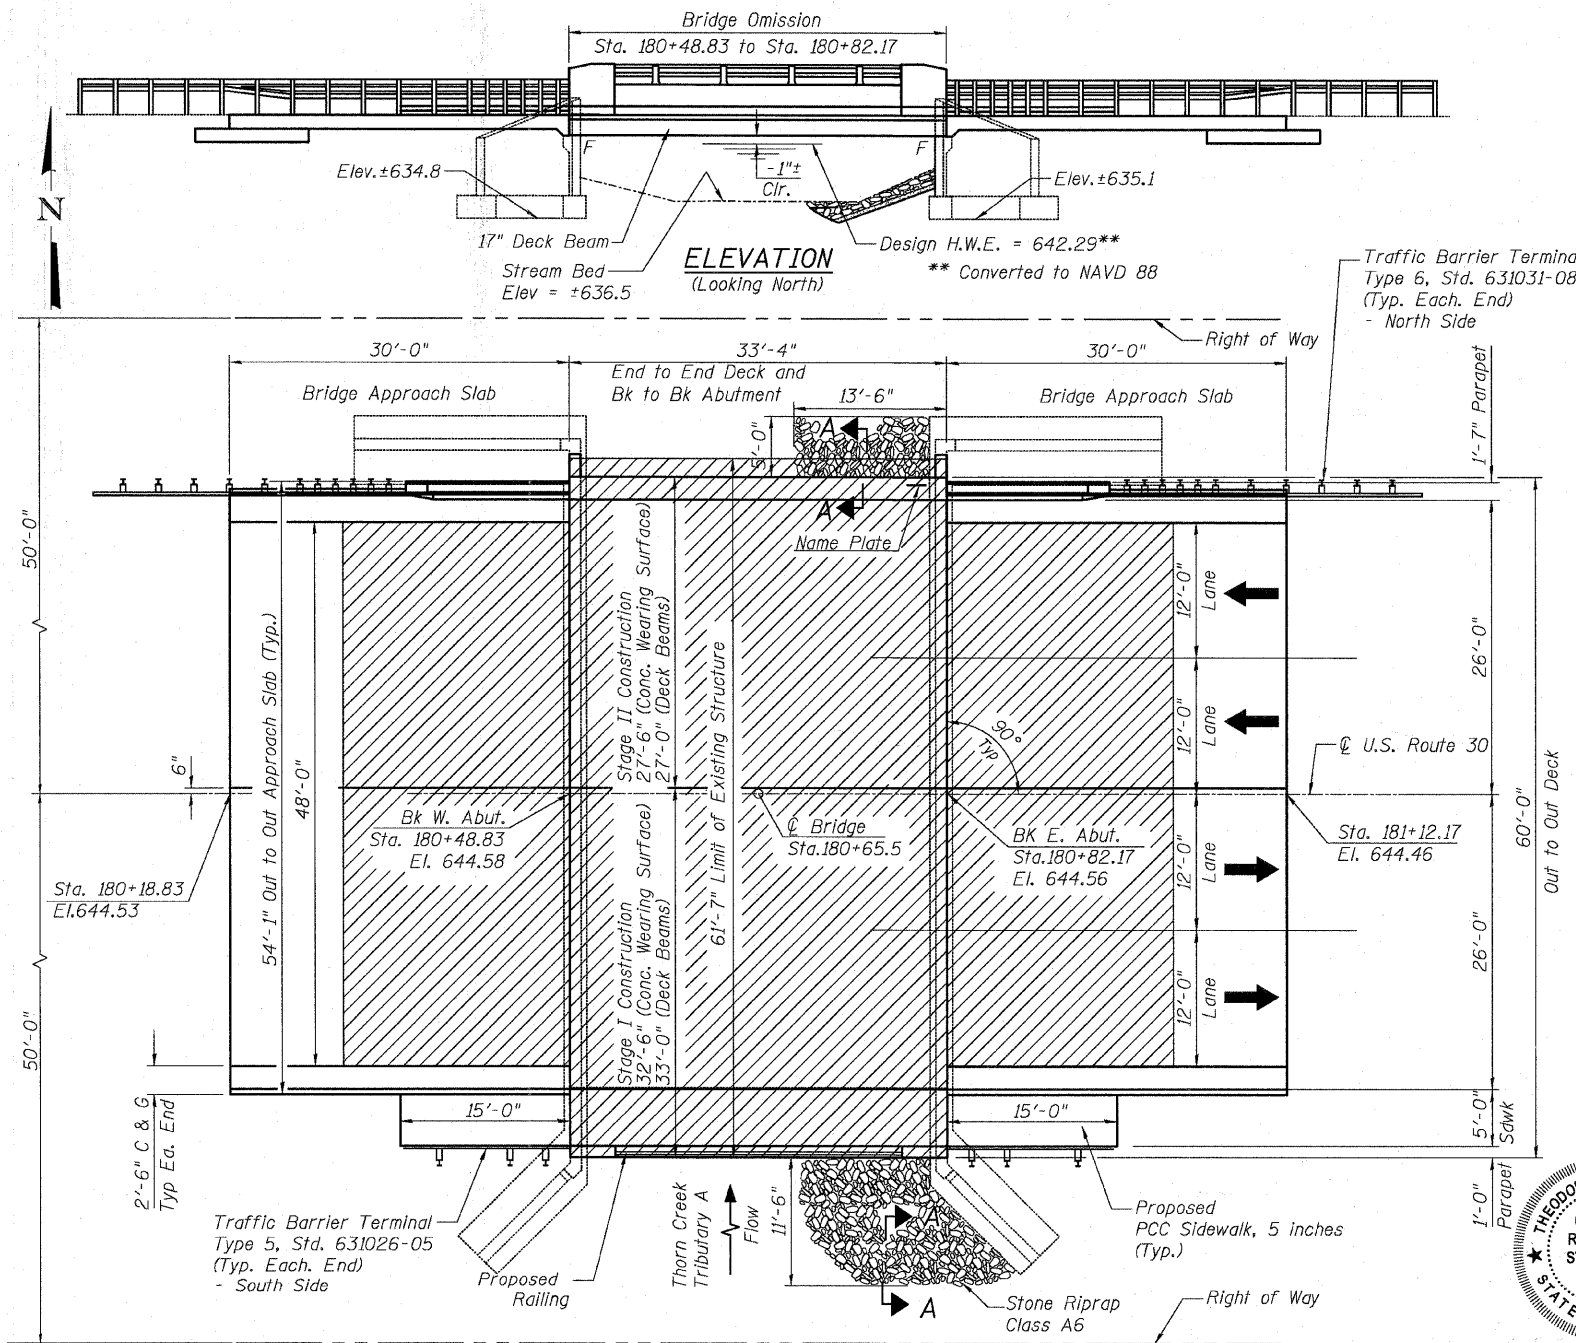 Bridge Omission
Sta. 180+48.83 to Sta. 180+82.17
N
F
F
-1"±
Clr.
Elev.±634.8
Elev.±635.1
17" Deck Beam
Stream Bed
Elev = ±636.5
ELEVATION
(Looking North)
Design H.W.E. = 642.29**
** Converted to NAVD 88
Traffic Barrier Terminal
Type 6, Std. 631031-08
(Typ. Each. End)
- North Side
Right of Way
30'-0"
33'-4"
30'-0"
End to End Deck and
Bk to Bk Abutment
Bridge Approach Slab
Bridge Approach Slab
13'-6"
5'-0"
A
A
1'-7" Parapet
Name Plate
50'-0"
54'-1" Out to Out Approach Slab (Typ.)
48'-0"
6"
Stage II Construction
27'-6" (Conc. Wearing Surface)
27'-0" (Deck Beams)
61'-7" Limit of Existing Structure
12'-0"
Lane
12'-0"
Lane
26'-0"
90°
Typ
℄ U.S. Route 30
Bk W. Abut.
Sta. 180+48.83
El. 644.58
℄ Bridge
Sta.180+65.5
BK E. Abut.
Sta.180+82.17
El. 644.56
Sta. 181+12.17
El. 644.46
Sta. 180+18.83
El.644.53
60'-0"
Out to Out Deck
Stage I Construction
32'-6" (Conc. Wearing Surface)
33'-0" (Deck Beams)
12'-0"
Lane
12'-0"
Lane
26'-0"
50'-0"
2'-6" C & G
Typ Ea. End
15'-0"
15'-0"
5'-0"
Sdwk
1'-0"
Parapet
Traffic Barrier Terminal
Type 5, Std. 631026-05
(Typ. Each. End)
- South Side
Proposed
Railing
Thorn Creek
Tributary A
Flow
11'-6"
A
A
Proposed
PCC Sidewalk, 5 inches
(Typ.)
Stone Riprap
Class A6
Right of Way